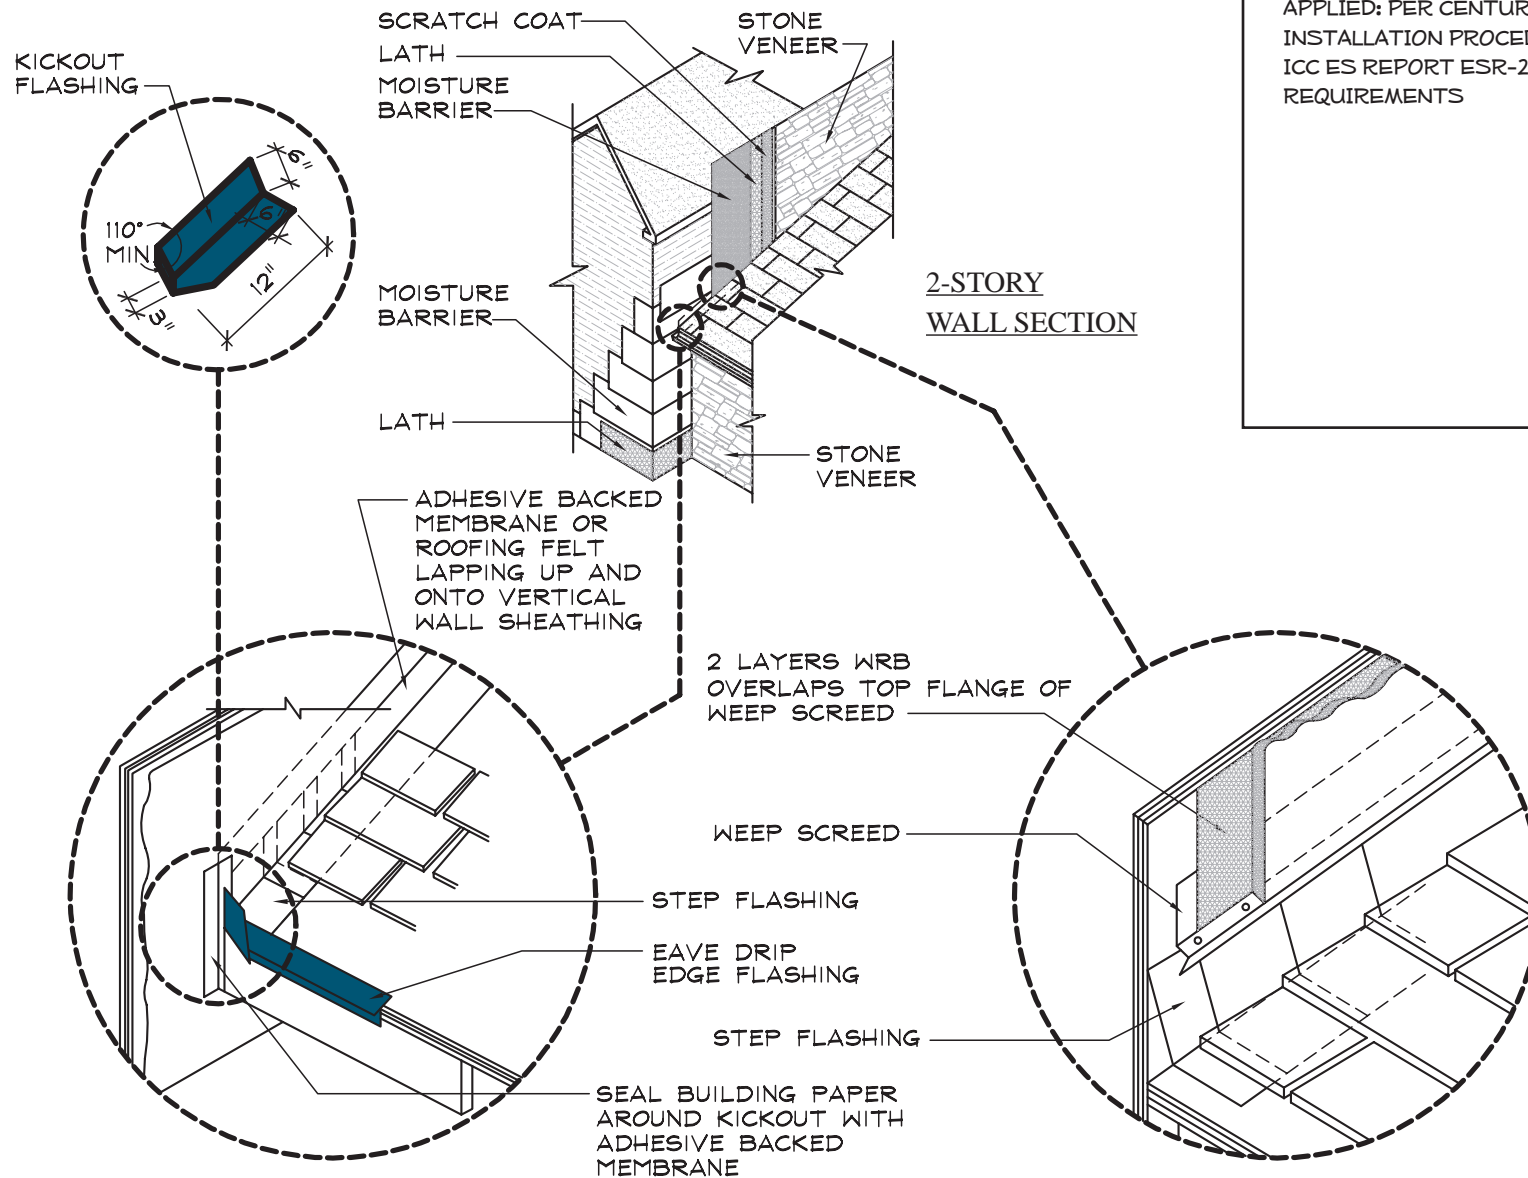 SCRATCH COAT
LATH
MOISTURE
BARRIER
STONE
VENEER
KICKOUT
FLASHING
APPLIED: PER CENTUR
INSTALLATION PROCED
ICC ES REPORT ESR-2
REQUIREMENTS
6"
6"
110°
MIN.
12"
3"
MOISTURE
BARRIER
2-STORY
WALL SECTION
LATH
STONE
VENEER
ADHESIVE BACKED
MEMBRANE OR
ROOFING FELT
LAPPING UP AND
ONTO VERTICAL
WALL SHEATHING
2 LAYERS WRB
OVERLAPS TOP FLANGE OF
WEEP SCREED
WEEP SCREED
STEP FLASHING
EAVE DRIP
EDGE FLASHING
STEP FLASHING
SEAL BUILDING PAPER
AROUND KICKOUT WITH
ADHESIVE BACKED
MEMBRANE